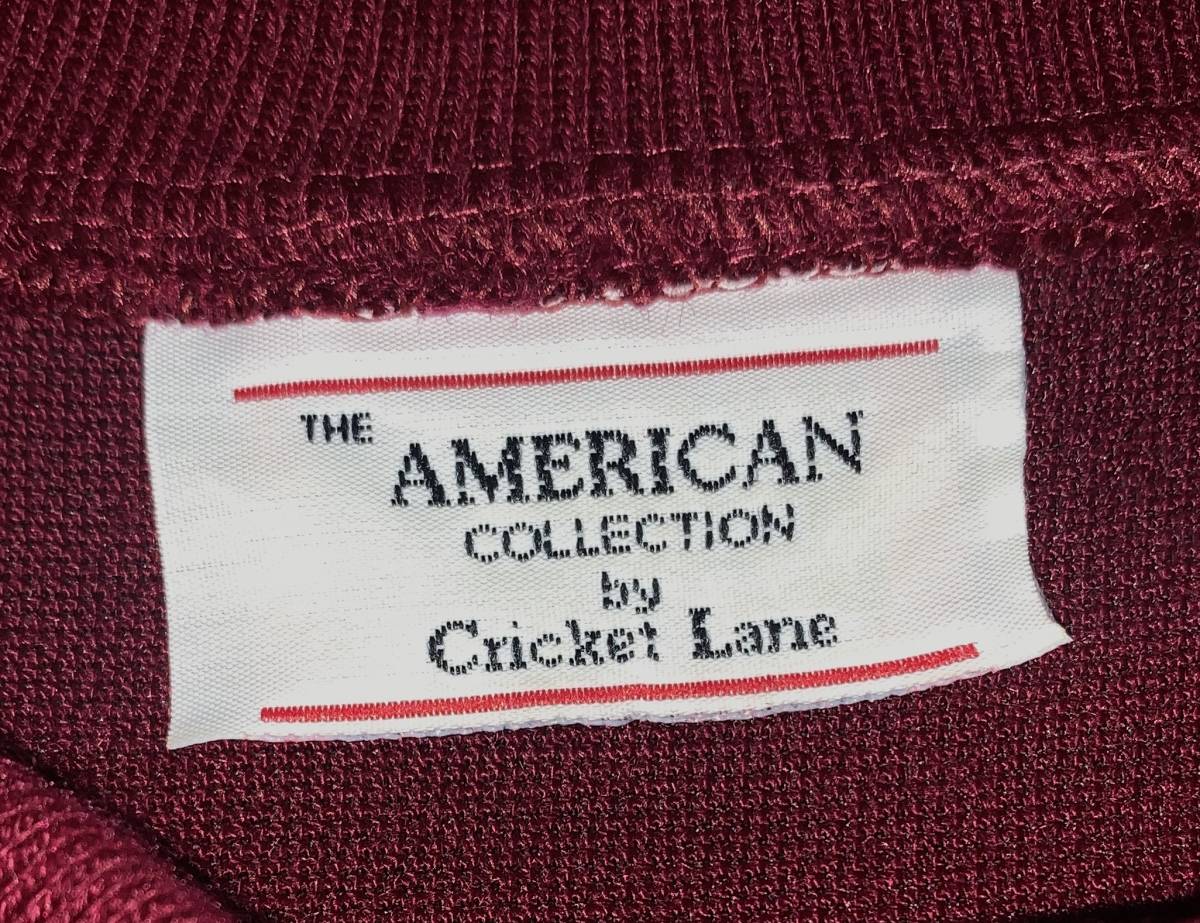 THE
AMERICAN
COLLECTION
by
Cricket Lane